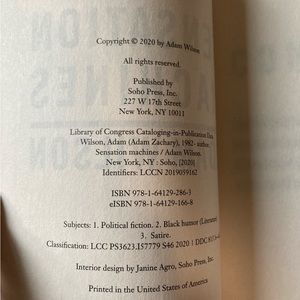 Copyright © 2020 by Adam Wilson
All rights reserved.
Published by
Soho Press, Inc.
227 W 17th Street
New York, NY 10011
Library of Congress Cataloging-in-Publication Data
Wilson, Adam (Adam Zachary), 1982- author.
Sensation machines / Adam Wilson.
New York, NY : Soho, [2020]
Identifiers: LCCN 2019059162
ISBN 978-1-64129-286-3
eISBN 978-1-64129-166-8
Subjects: 1. Political fiction. 2. Black humor (Literature)
3. Satire.
Classification: LCC PS3623.I57779 S46 2020 | DDC
Interior design by Janine Agro, Soho Press, Inc.
Printed in the United States of America